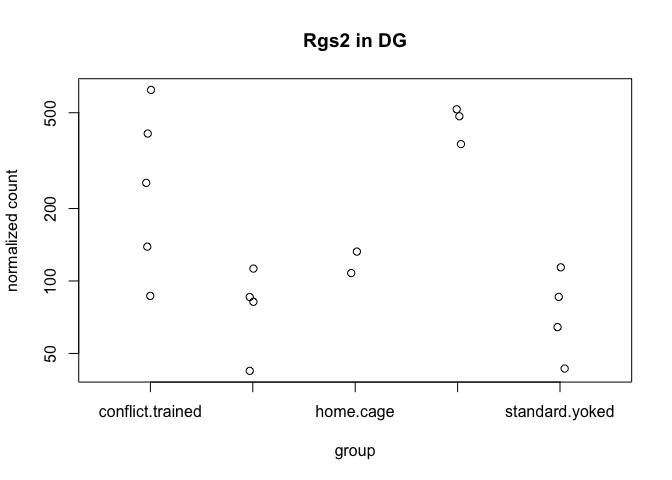 Rgs2 in DG
normalized count
500
200
100
50
conflict.trained home.cage standard.yoked
group